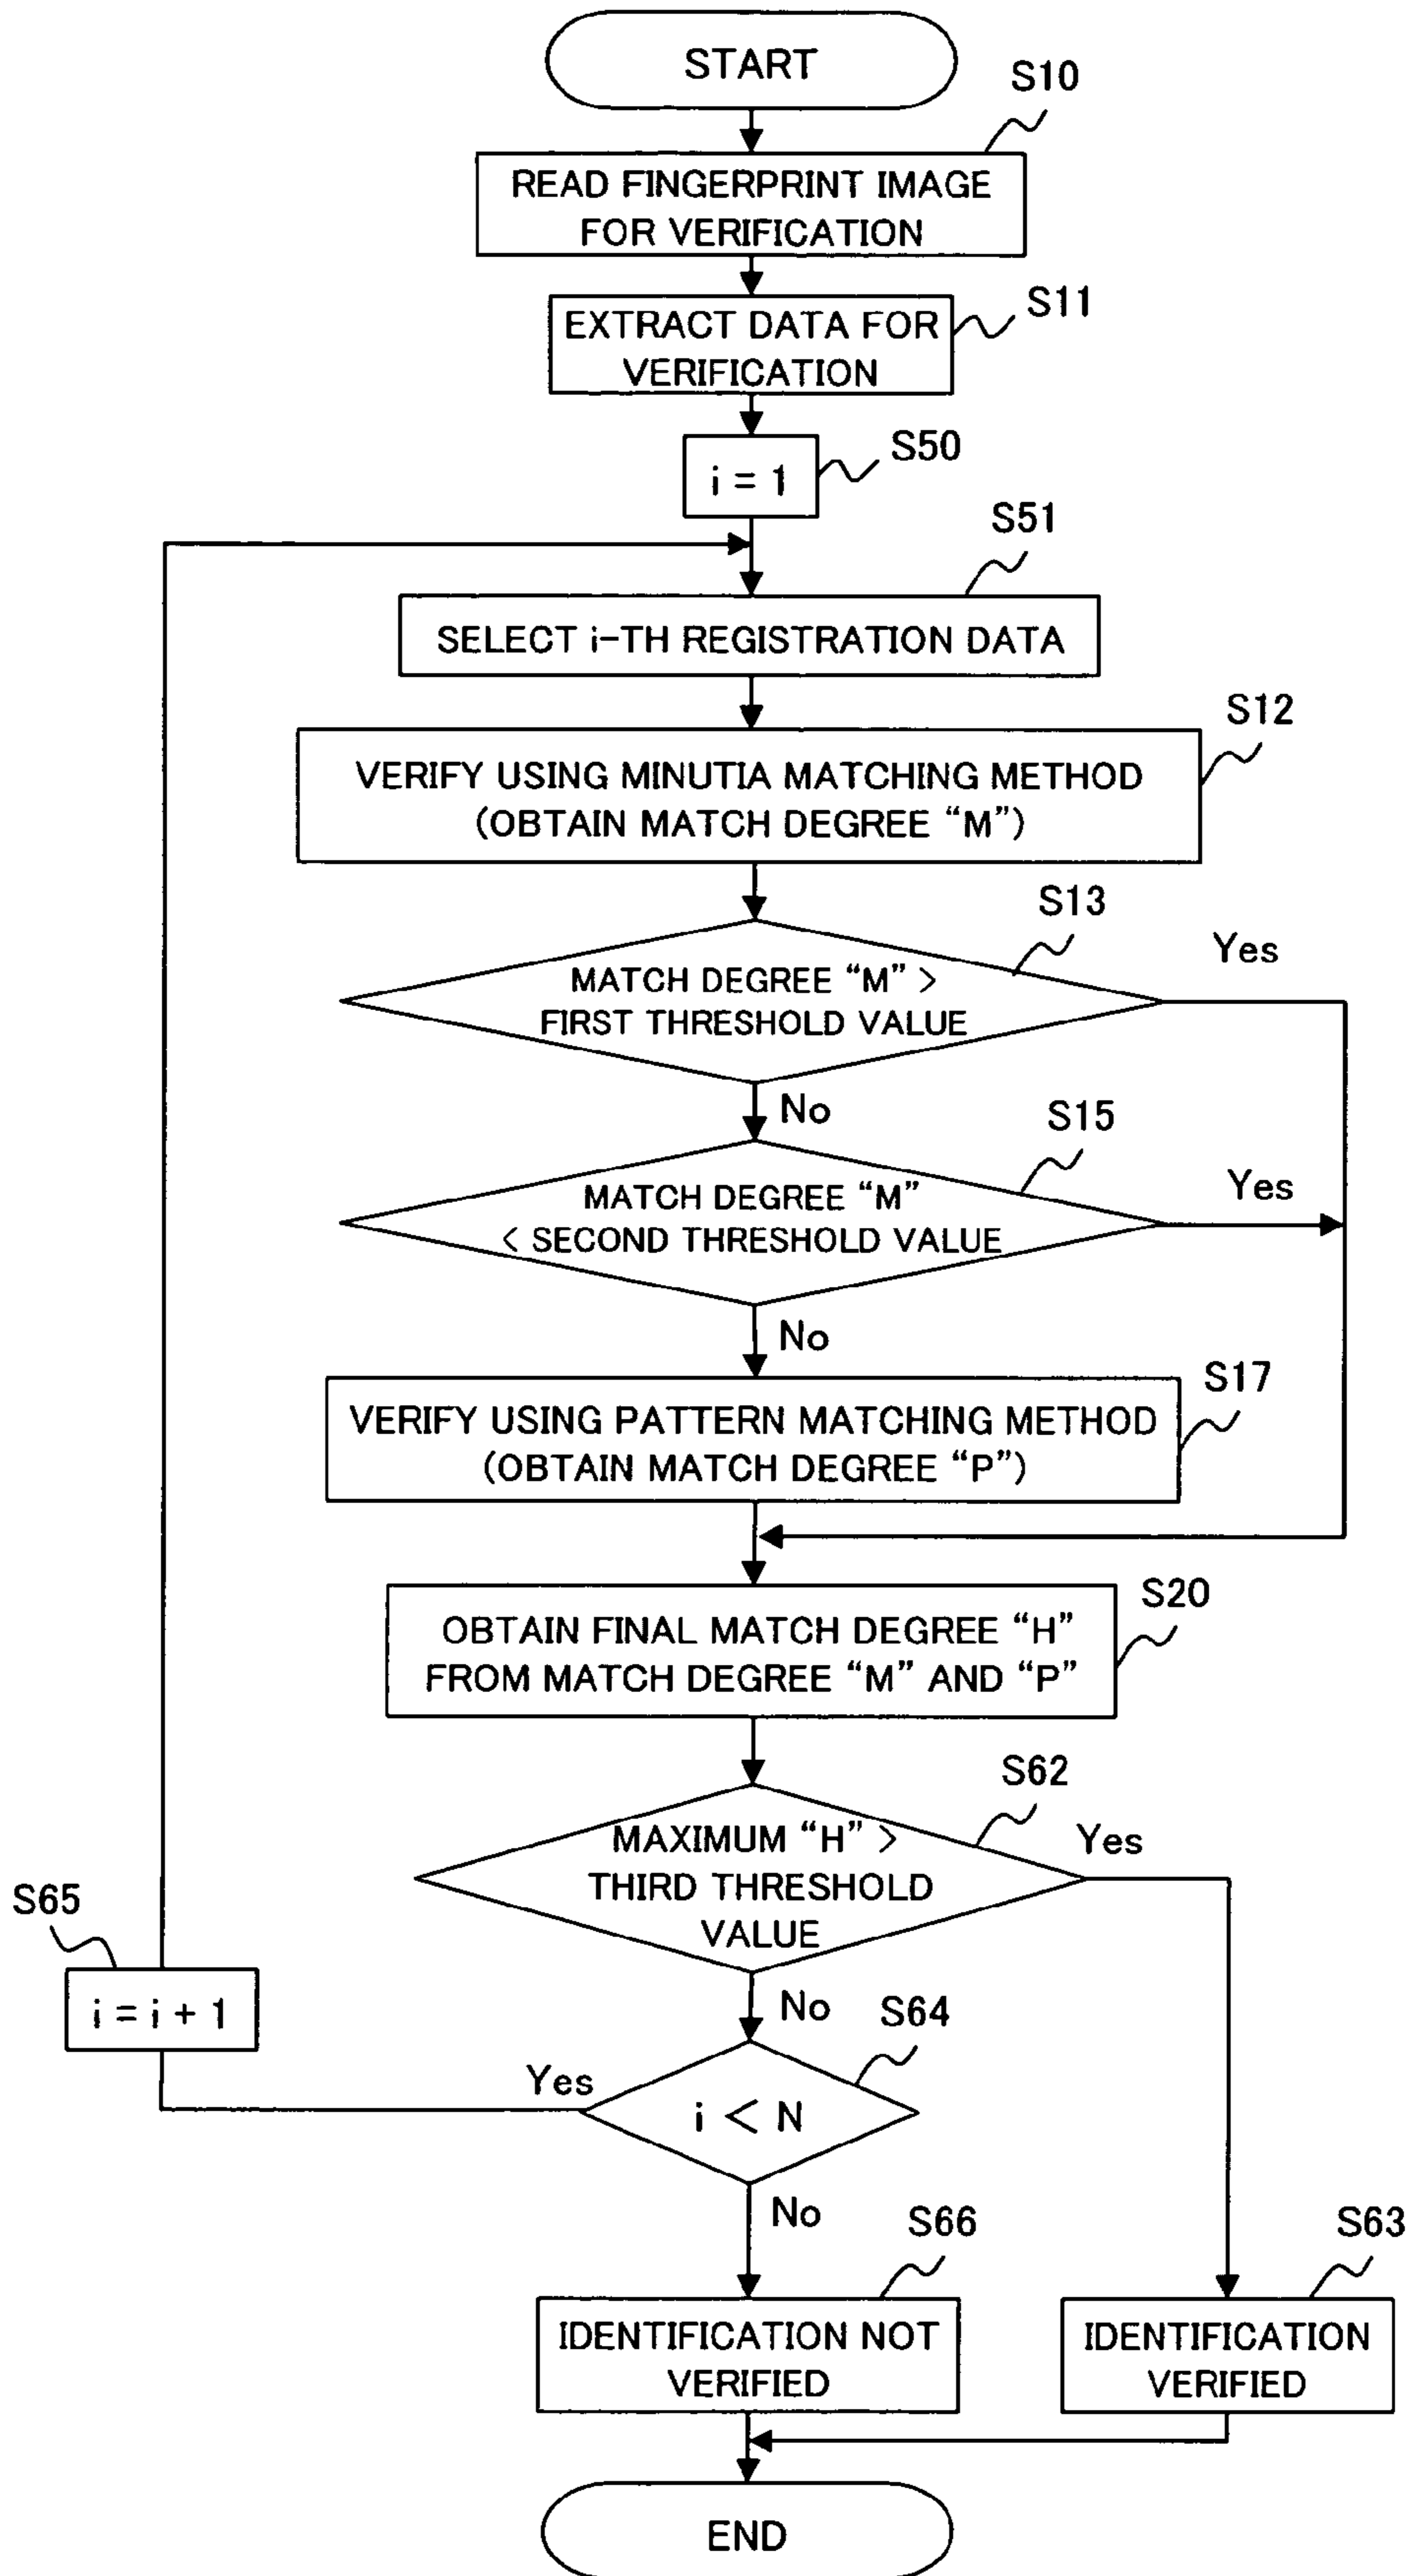 START
S10
READ FINGERPRINT IMAGE
FOR VERIFICATION
S11
EXTRACT DATA FOR
VERIFICATION
S50
i = 1
S51
SELECT i-TH REGISTRATION DATA
S12
VERIFY USING MINUTIA MATCHING METHOD
(OBTAIN MATCH DEGREE “M”)
S13
Yes
MATCH DEGREE “M” >
FIRST THRESHOLD VALUE
No
S15
Yes
MATCH DEGREE “M”
< SECOND THRESHOLD VALUE
No
S17
VERIFY USING PATTERN MATCHING METHOD
(OBTAIN MATCH DEGREE “P”)
S20
OBTAIN FINAL MATCH DEGREE “H”
FROM MATCH DEGREE “M” AND “P”
S62
Yes
MAXIMUM “H” >
THIRD THRESHOLD
VALUE
S65
i = i + 1
No
S64
Yes
i < N
No
S66
S63
IDENTIFICATION NOT
VERIFIED
IDENTIFICATION
VERIFIED
END